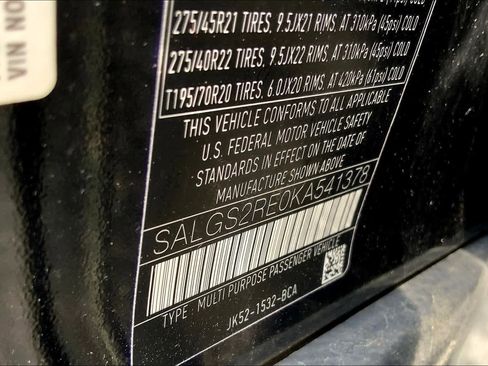 275/45R21 TIRES, 9.5JX21 RIMS, AT 310kPa (45psi) COLD
275/40R22 TIRES, 9.5JX22 RIMS, AT 310kPa (45psi) COLD
T195/70R20 TIRES, 6.0JX20 RIMS, AT 420kPa (61psi) COLD
THIS VEHICLE CONFORMS TO ALL APPLICABLE
U.S. FEDERAL MOTOR VEHICLE SAFETY
STANDARDS IN EFFECT ON THE DATE OF
MANUFACTURE SHOWN ABOVE
SALGS2RE0KA541378
TYPE MULTI PURPOSE PASSENGER VEHICLE
JK52-1532-BCA
VIN NO